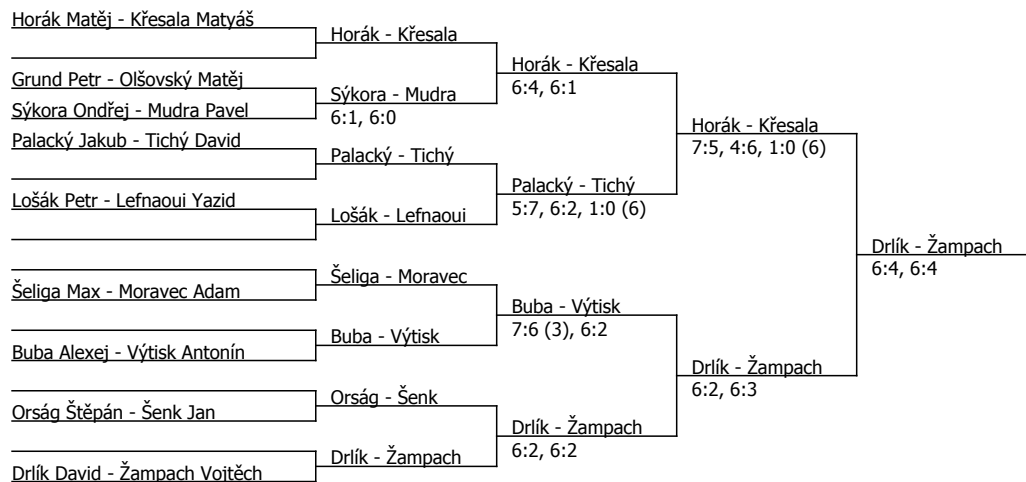 Horák Matěj - Křesala Matyáš
Horák - Křesala
Horák - Křesala
6:4, 6:1
Grund Petr - Olšovský Matěj
Sýkora - Mudra
6:1, 6:0
Sýkora Ondřej - Mudra Pavel
Horák - Křesala
7:5, 4:6, 1:0 (6)
Palacký Jakub - Tichý David
Palacký - Tichý
Palacký - Tichý
5:7, 6:2, 1:0 (6)
Lošák Petr - Lefnaoui Yazid
Lošák - Lefnaoui
Drlík - Žampach
6:4, 6:4
Šeliga - Moravec
Šeliga Max - Moravec Adam
Buba - Výtisk
7:6 (3), 6:2
Buba - Výtisk
Buba Alexej - Výtisk Antonín
Drlík - Žampach
6:2, 6:3
Orság - Šenk
Orság Štěpán - Šenk Jan
Drlík - Žampach
6:2, 6:2
Drlík - Žampach
Drlík David - Žampach Vojtěch